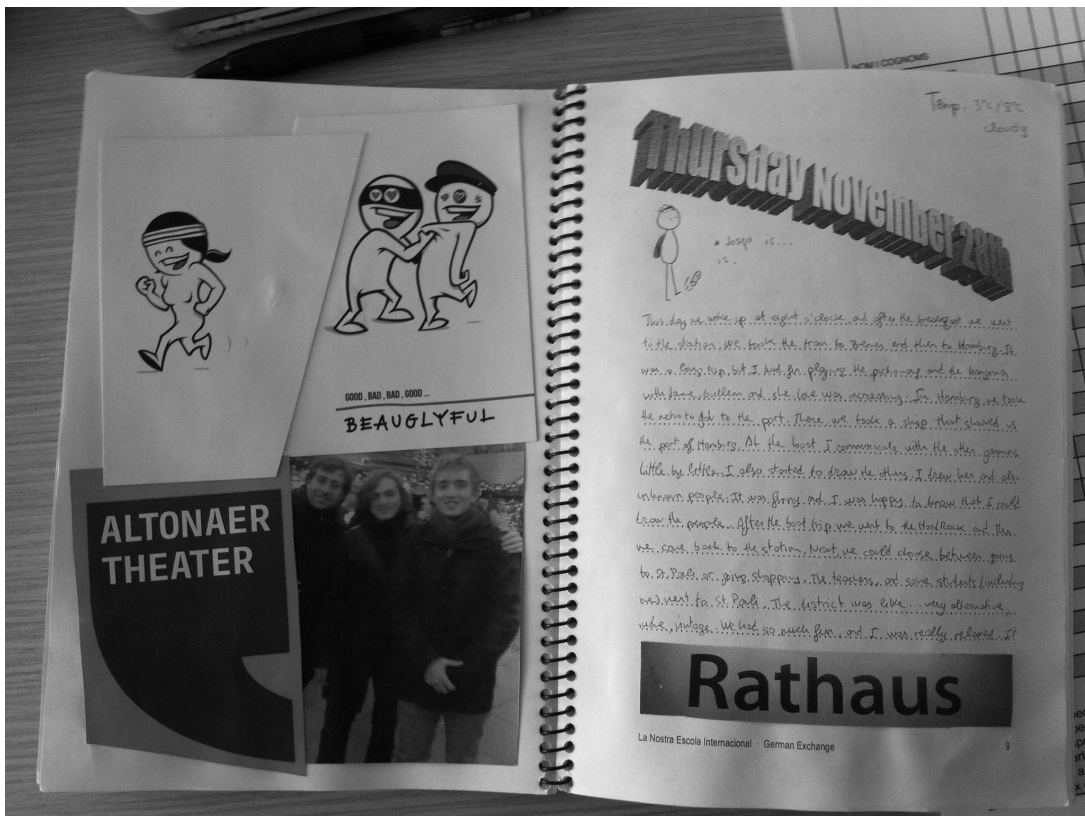 GOOD, BAD, BAD, GOOD...
BEAUGLYFUL
ALTONAER
THEATER
NOM I COGNOMS
Temp. 3°C/8°C
cloudy
Thursday November 28th
Josep is...
is..
This day we woke up at eight o'clock and after the breakfast we went
to the station. We took the train to Bremen and then to Hamburg. It
was a long trip, but I had fun playing the pictionary and the hangman
with and she love was increasing. In Hamburg we took
the metro to go to the port. There we took a ship that showed us
the port of Hamburg. At the boat I communicate with the other germans
little by little. I also started to draw the others. I drew her and also
unknown people. It was funny and I was happy to know that I could
draw the people. After the boat trip we went to the HardRock and then
we come back to the station. Next we could choose between going
to St Pauli or going shopping. The teachers, and some students (including
me) went to St Pauli. The district was like... very alternative
vintage. We had so much fun, and I was really relaxed. It
Rathaus
La Nostra Escola Internacional · German Exchange
9